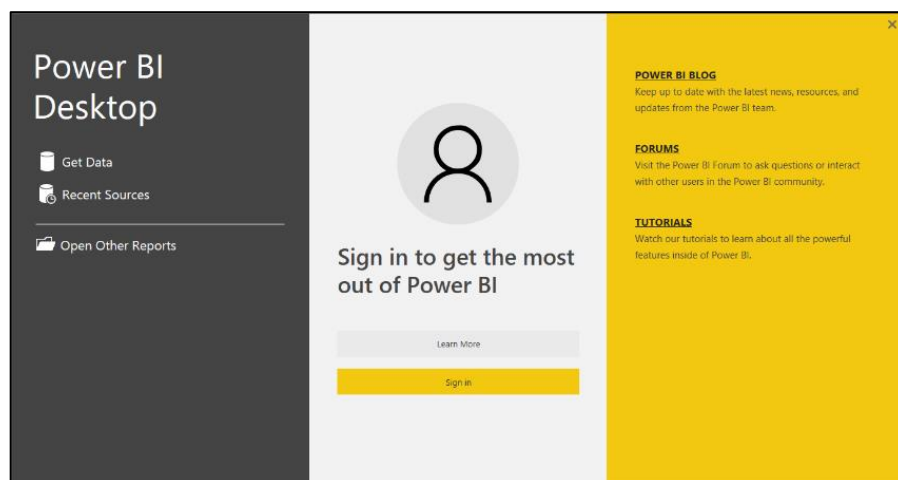 Power BI
Desktop
Get Data
Recent Sources
Open Other Reports
Sign in to get the most
out of Power BI
Learn More
Sign in
POWER BI BLOG
Keep up to date with the latest news, resources, and
updates from the Power BI team.
FORUMS
Visit the Power BI Forum to ask questions or interact
with other users in the Power BI community.
TUTORIALS
Watch our tutorials to learn about all the powerful
features inside of Power BI.